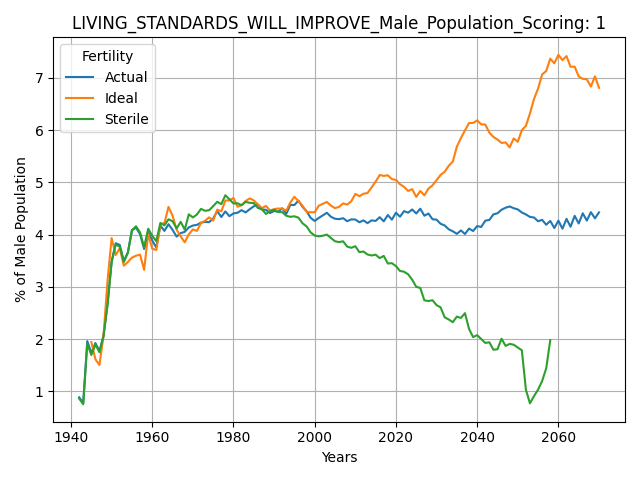 LIVING_STANDARDS_WILL_IMPROVE_Male_Population_Scoring: 1
Fertility
Actual
Ideal
Sterile
% of Male Population
7
6
5
4
3
2
1
1940 1960 1980 2000 2020 2040 2060
Years